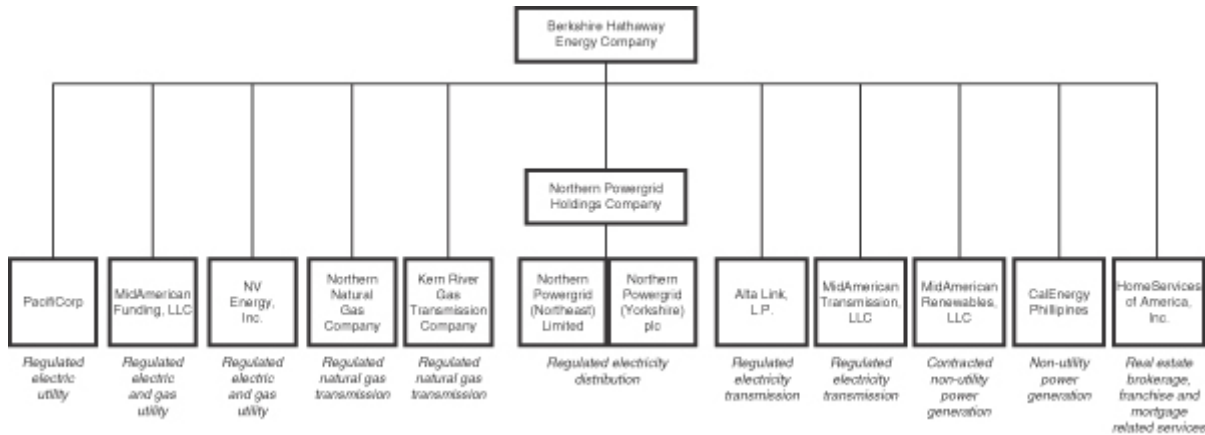 Berkshire Hathaway
Energy Company
Northern Powergrid
Holdings Company
PacifiCorp
MidAmerican
Funding, LLC
NV
Energy,
Inc.
Northern
Natural
Gas
Company
Kern River
Gas
Transmission
Company
Northern
Powergrid
(Northeast)
Limited
Northern
Powergrid
(Yorkshire)
plc
Alta Link,
L.P.
MidAmerican
Transmission,
LLC
MidAmerican
Renewables,
LLC
CalEnergy
Phillipines
HomeServices
of America,
Inc.
Regulated
electric
utility
Regulated
electric
and gas
utility
Regulated
electric
and gas
utility
Regulated
natural gas
transmission
Regulated
natural gas
transmission
Regulated electricity
distribution
Regulated
electricity
transmission
Regulated
electricity
transmission
Contracted
non-utility
power
generation
Non-utility
power
generation
Real estate
brokerage,
franchise and
mortgage
related services